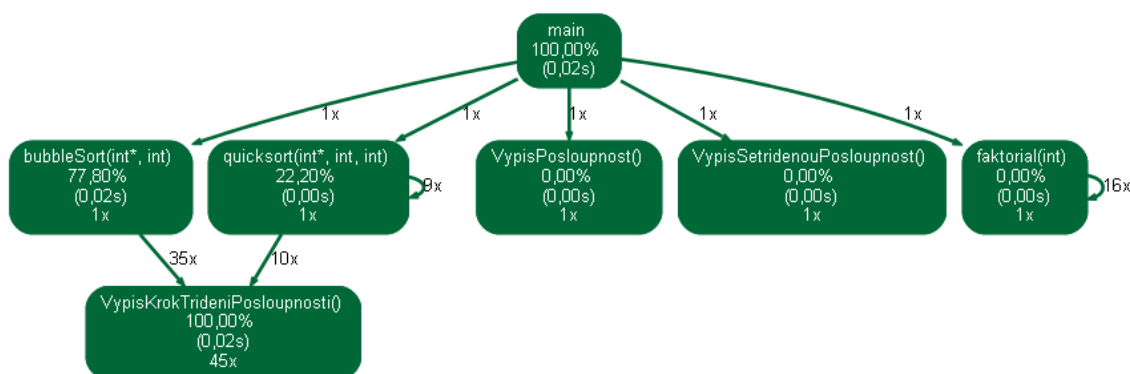 main
100,00%
(0,02s)
1x
1x
1x
1x
1x
bubbleSort(int*, int)
77,80%
(0,02s)
1x
quicksort(int*, int, int)
22,20%
(0,00s)
1x
9x
VypisPosloupnost()
0,00%
(0,00s)
1x
VypisSetridenouPosloupnost()
0,00%
(0,00s)
1x
faktorial(int)
0,00%
(0,00s)
1x
16x
35x
10x
VypisKrokTrideniPosloupnosti()
100,00%
(0,02s)
45x